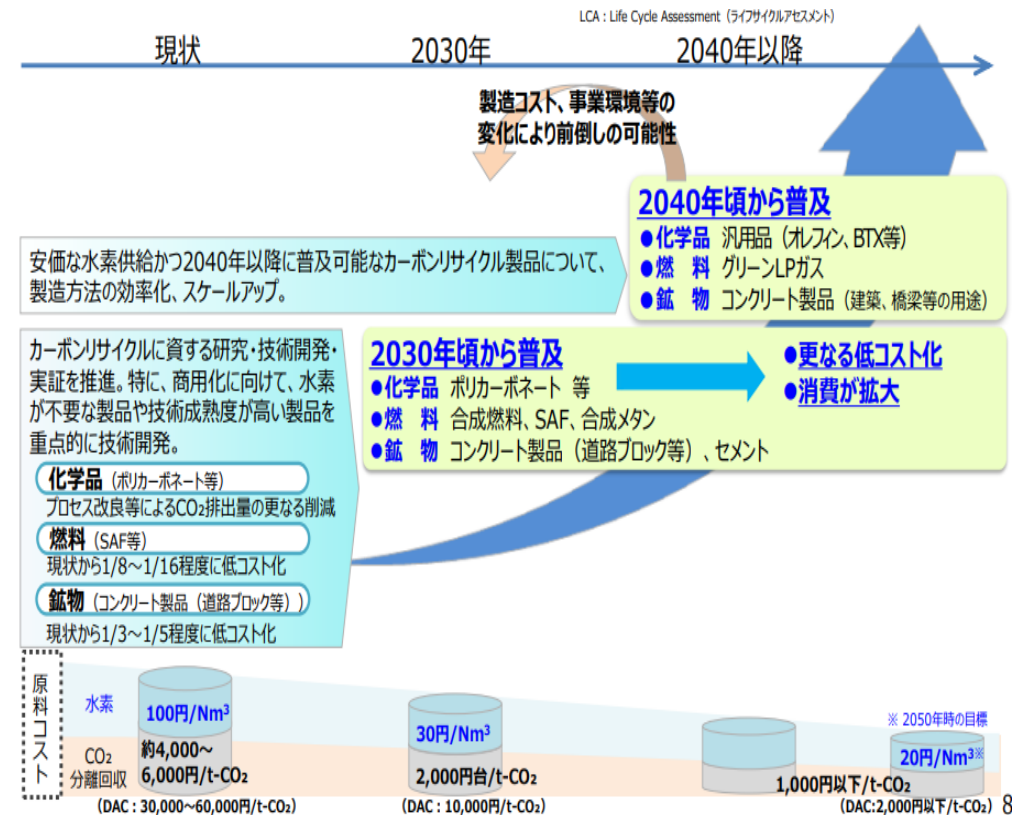 LCA : Life Cycle Assessment（ライフサイクルアセスメント）
現状
2030年
2040年以降
製造コスト、事業環境等の
変化により前倒しの可能性
2040年頃から普及
●化学品 汎用品（オレフィン、BTX等）
●燃 料 グリーンLPガス
●鉱 物 コンクリート製品（建築、橋梁等の用途）
安価な水素供給かつ2040年以降に普及可能なカーボンリサイクル製品について、
製造方法の効率化、スケールアップ。
カーボンリサイクルに資する研究・技術開発・
実証を推進。特に、商用化に向けて、水素
が不要な製品や技術成熟度が高い製品を
重点的に技術開発。
化学品（ポリカーボネート等）
プロセス改良等によるCO₂排出量の更なる削減
燃料（SAF等）
現状から1/8～1/16程度に低コスト化
鉱物（コンクリート製品（道路ブロック等））
現状から1/3～1/5程度に低コスト化
2030年頃から普及
●化学品 ポリカーボネート 等
●燃 料 合成燃料、SAF、合成メタン
●鉱 物 コンクリート製品（道路ブロック等）、セメント
●更なる低コスト化
●消費が拡大
原料コスト
水素
100円/Nm³
30円/Nm³
※ 2050年時の目標
20円/Nm³※
CO₂
分離回収
約4,000～
6,000円/t-CO₂
2,000円台/t-CO₂
1,000円以下/t-CO₂
（DAC : 30,000～60,000円/t-CO₂）
（DAC : 10,000円/t-CO₂）
（DAC:2,000円以下/t-CO₂）
8